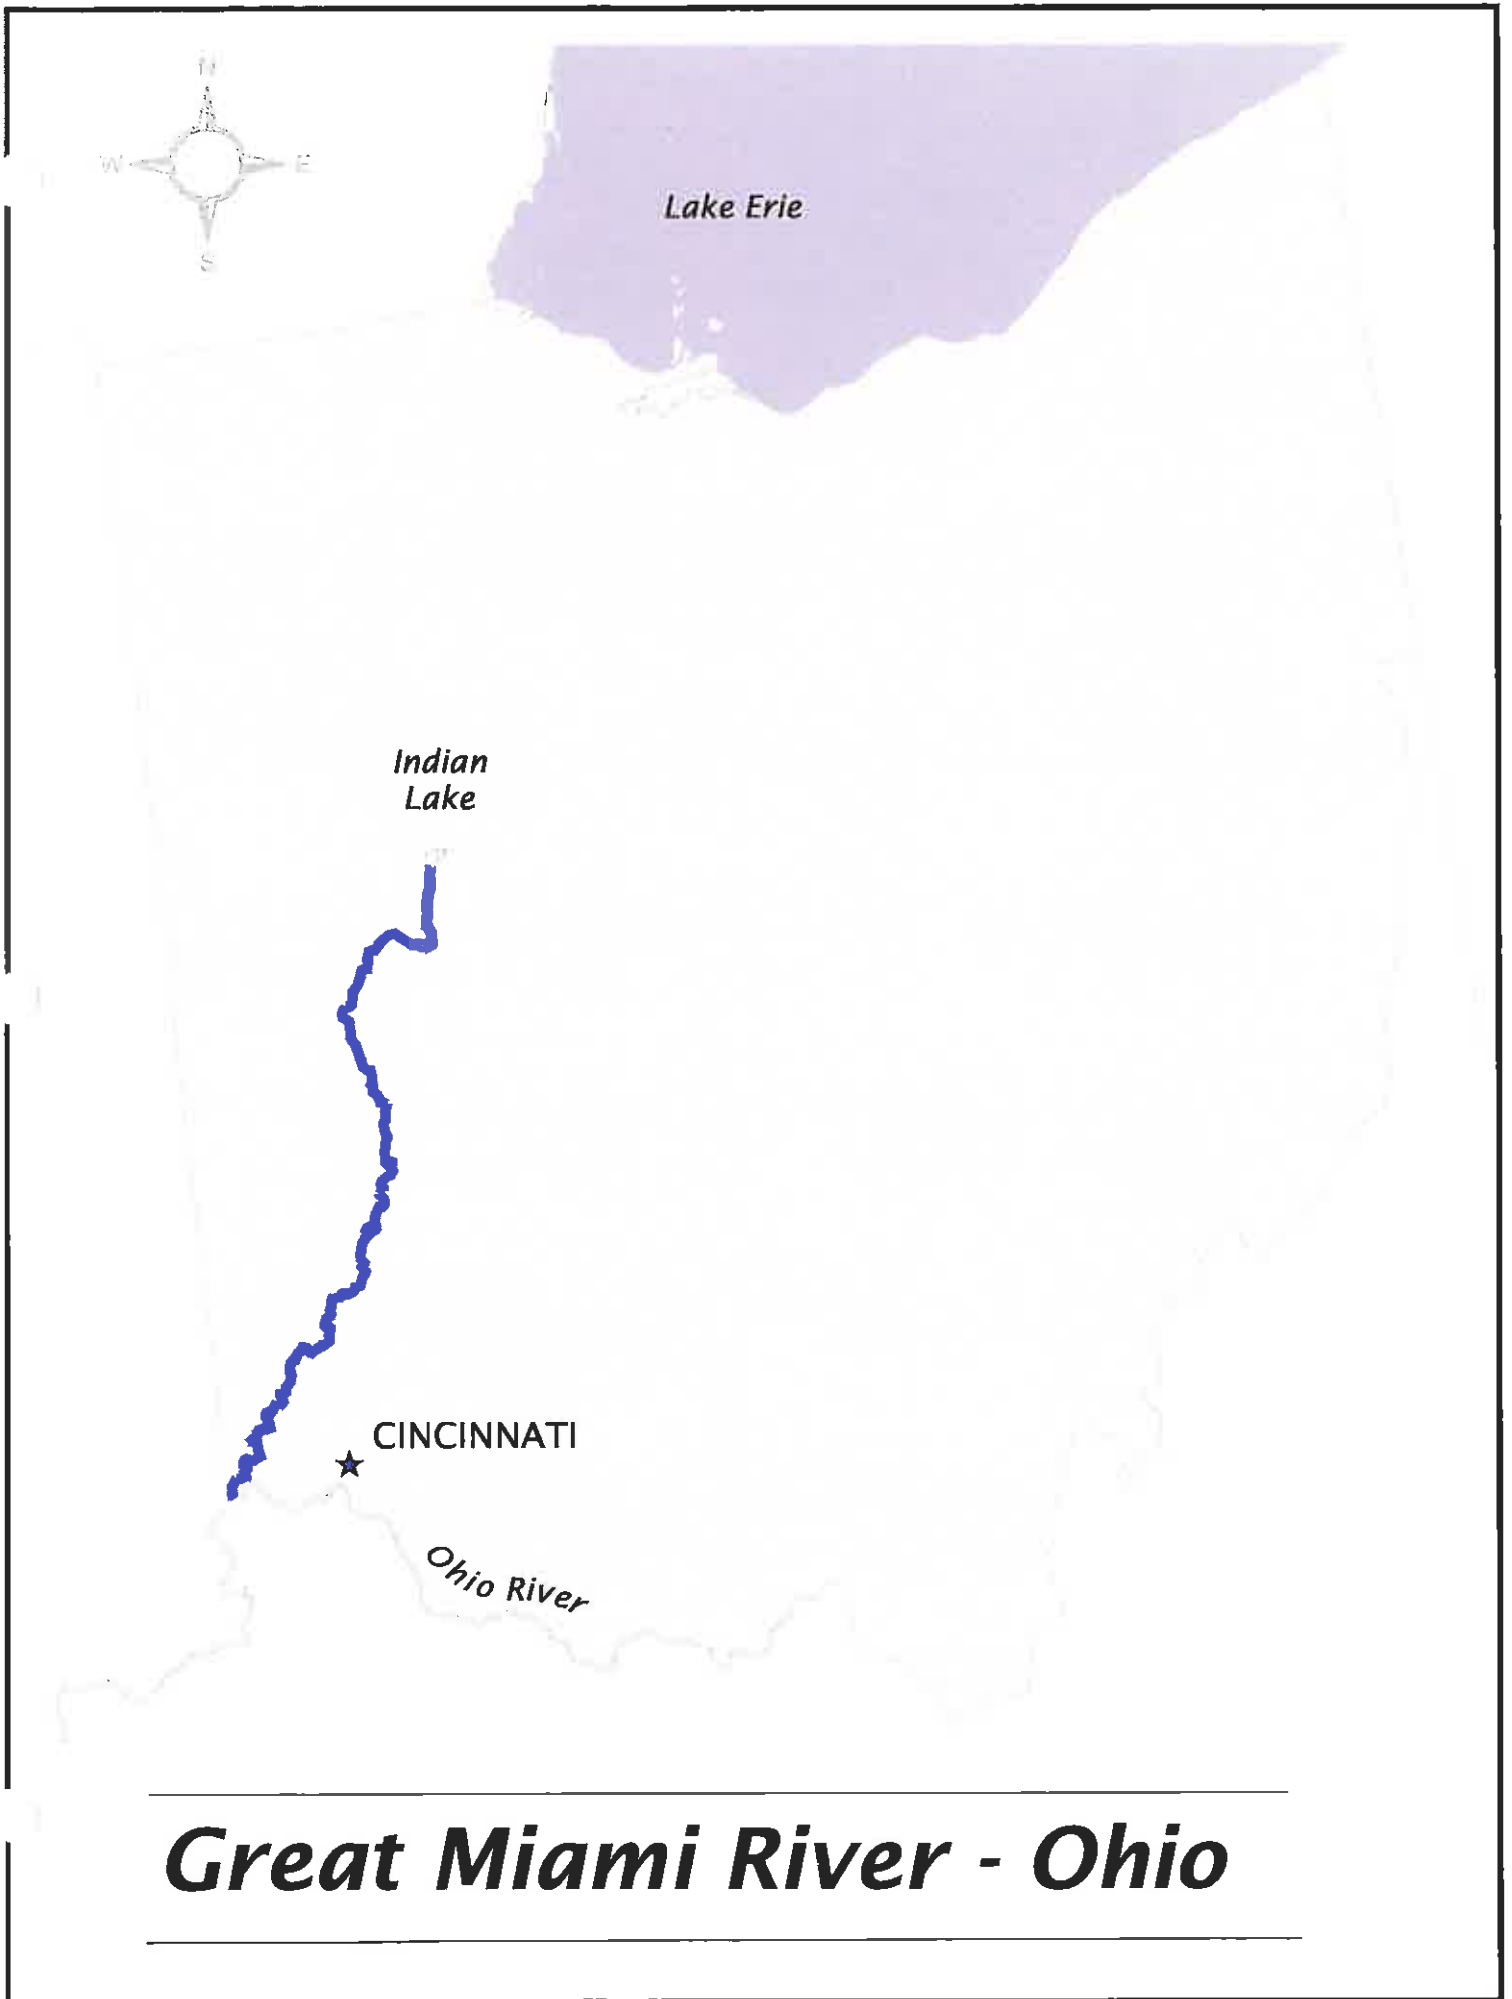 N
W E
S
Lake Erie
Indian
Lake
CINCINNATI
Ohio River
Great Miami River - Ohio